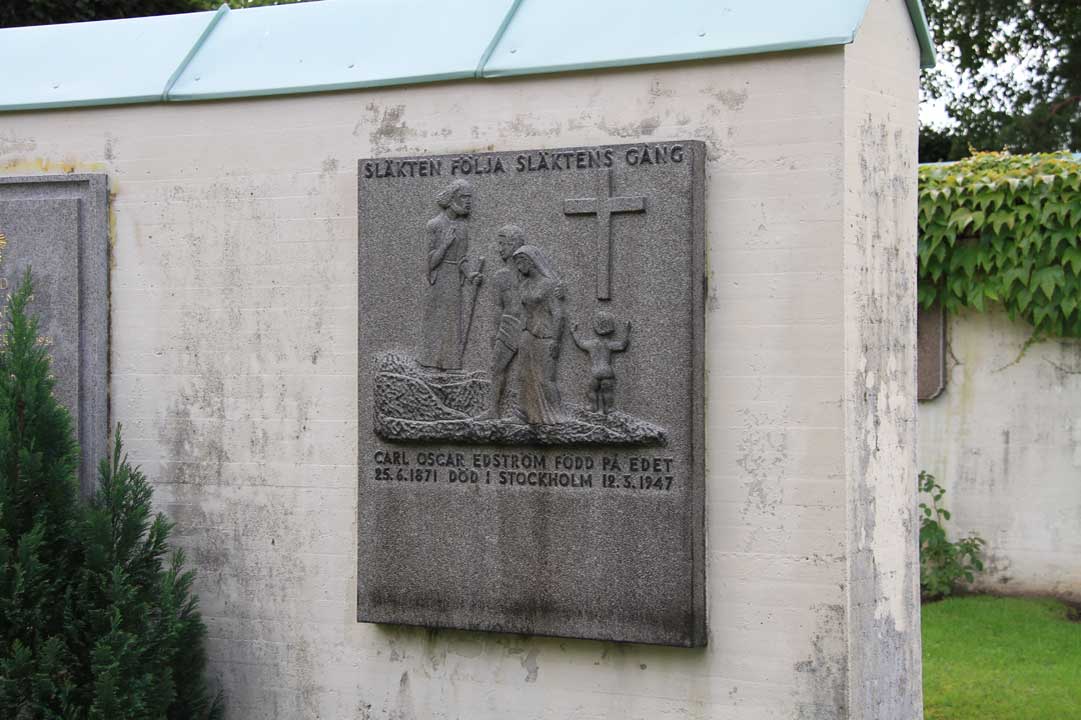 SLÄKTEN FÖLJA SLÄKTENS GÅNG
CARL OSCAR EDSTRÖM FÖDD PÅ EDET
25.6.1871 DÖD I STOCKHOLM 12.3.1947